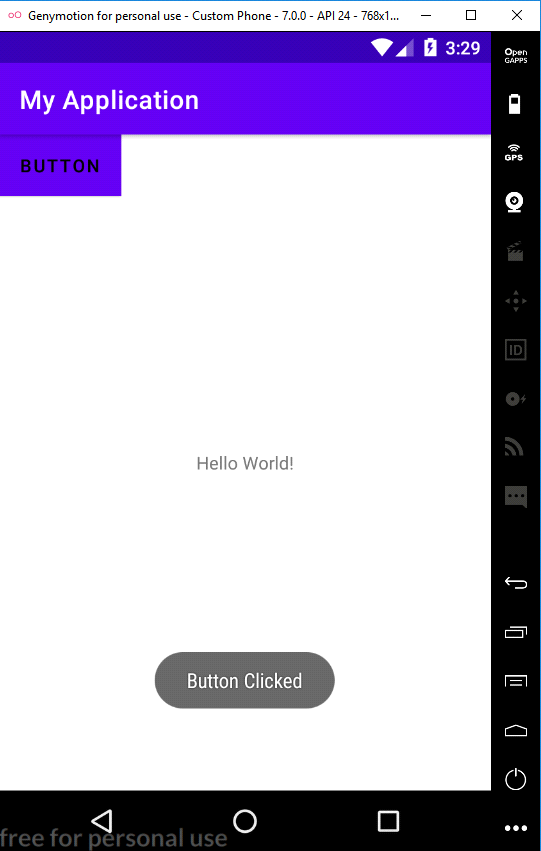 Genymotion for personal use - Custom Phone - 7.0.0 - API 24 - 768x1...
3:29
Open
GAPPS
My Application
GPS
BUTTON
ID
Hello World!
Button Clicked
free for personal use